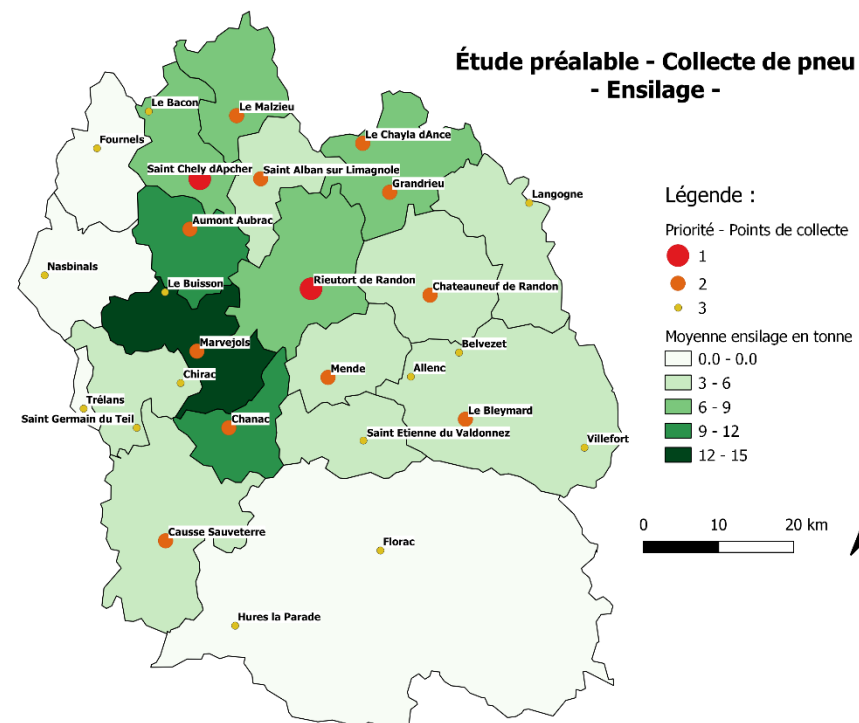 Étude préalable - Collecte de pneu
- Ensilage -
Le Bacon
Le Malzieu
Fournels
Le Chayla dAnce
Saint Chely dApcher
Saint Alban sur Limagnole
Grandrieu
Langogne
Aumont Aubrac
Nasbinals
Le Buisson
Rieutort de Randon
Chateauneuf de Randon
Marvejols
Belvezet
Chirac
Mende
Allenc
Trélans
Saint Germain du Teil
Chanac
Le Bleymard
Saint Etienne du Valdonnez
Villefort
Causse Sauveterre
Florac
Hures la Parade
Légende :
Priorité - Points de collecte
1
2
3
Moyenne ensilage en tonne
0.0 - 0.0
3 - 6
6 - 9
9 - 12
12 - 15
0 10 20 km